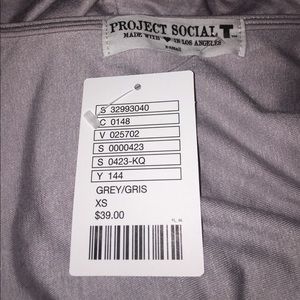 PROJECT SOCIAL T
MADE WITH ♥ IN LOS ANGELES
S 32993040
C 0148
V 025702
S 0000423
S 0423-KQ
Y 144
GREY/GRIS
XS
$39.00